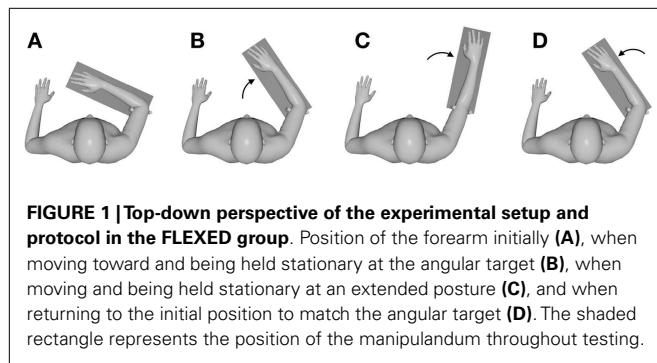 A B C D
FIGURE 1 | Top-down perspective of the experimental setup and
protocol in the FLEXED group. Position of the forearm initially (A), when
moving toward and being held stationary at the angular target (B), when
moving and being held stationary at an extended posture (C), and when
returning to the initial position to match the angular target (D). The shaded
rectangle represents the position of the manipulandum throughout testing.